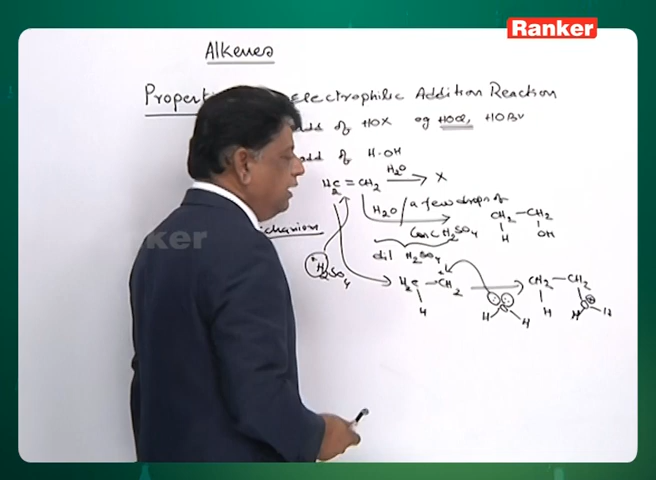 Ranker
Alkenes
Electrophilic Addition Reaction
add of HOX eg HOCl, HOBr
add of H-OH
H2C = CH2 H2O X
H2O / a few drops of
Conc H2SO4
CH2 - CH2
H OH
dil H2SO4
H2SO4
H2C - CH2
H
H H
CH2 - CH2
H
H H